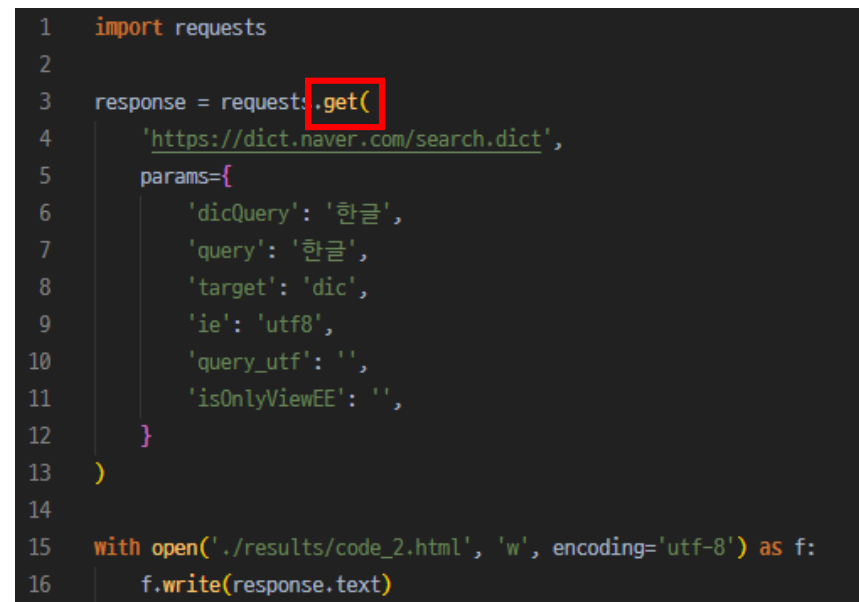 1 import requests
2
3 response = requests.get(
4     'https://dict.naver.com/search.dict',
5     params={
6         'dicQuery': '한글',
7         'query': '한글',
8         'target': 'dic',
9         'ie': 'utf8',
10         'query_utf': '',
11         'isOnlyViewEE': '',
12     }
13 )
14
15 with open('./results/code_2.html', 'w', encoding='utf-8') as f:
16     f.write(response.text)